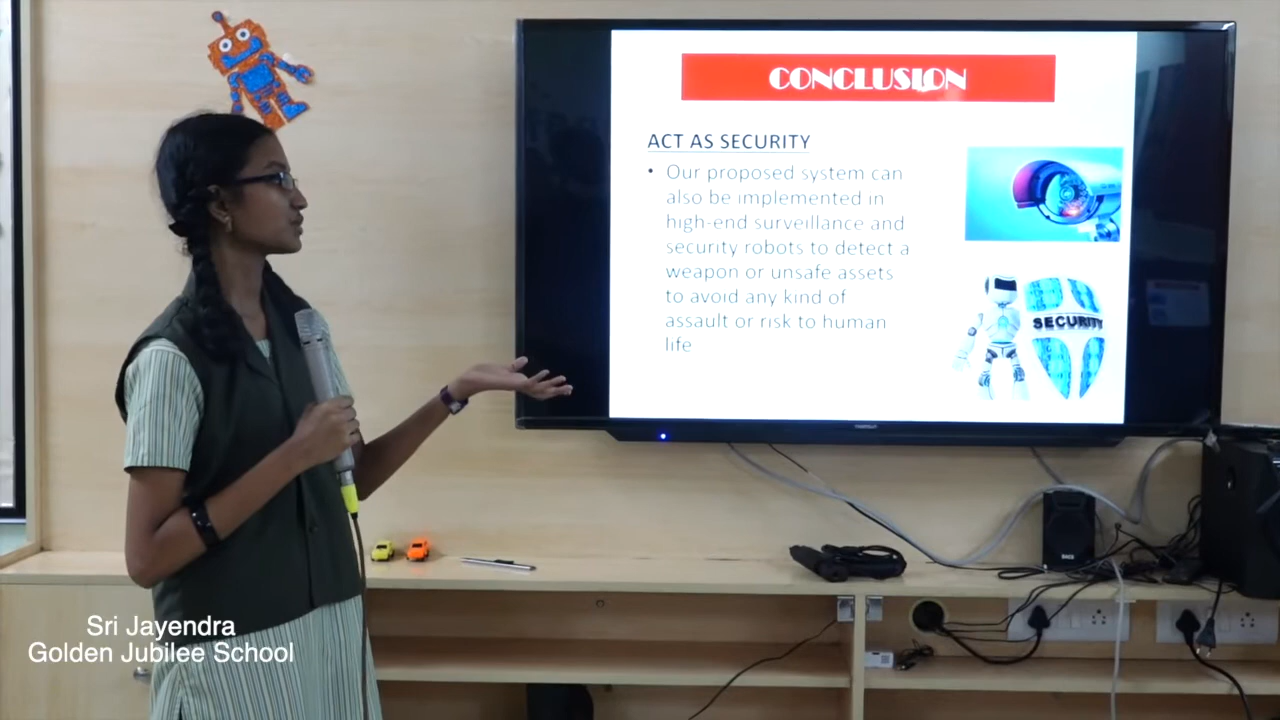 CONCLUSION
ACT AS SECURITY
• Our proposed system can
also be implemented in
high-end surveillance and
security robots to detect a
weapon or unsafe assets
to avoid any kind of
assault or risk to human
life
SECURITY
Sri Jayendra
Golden Jubilee School